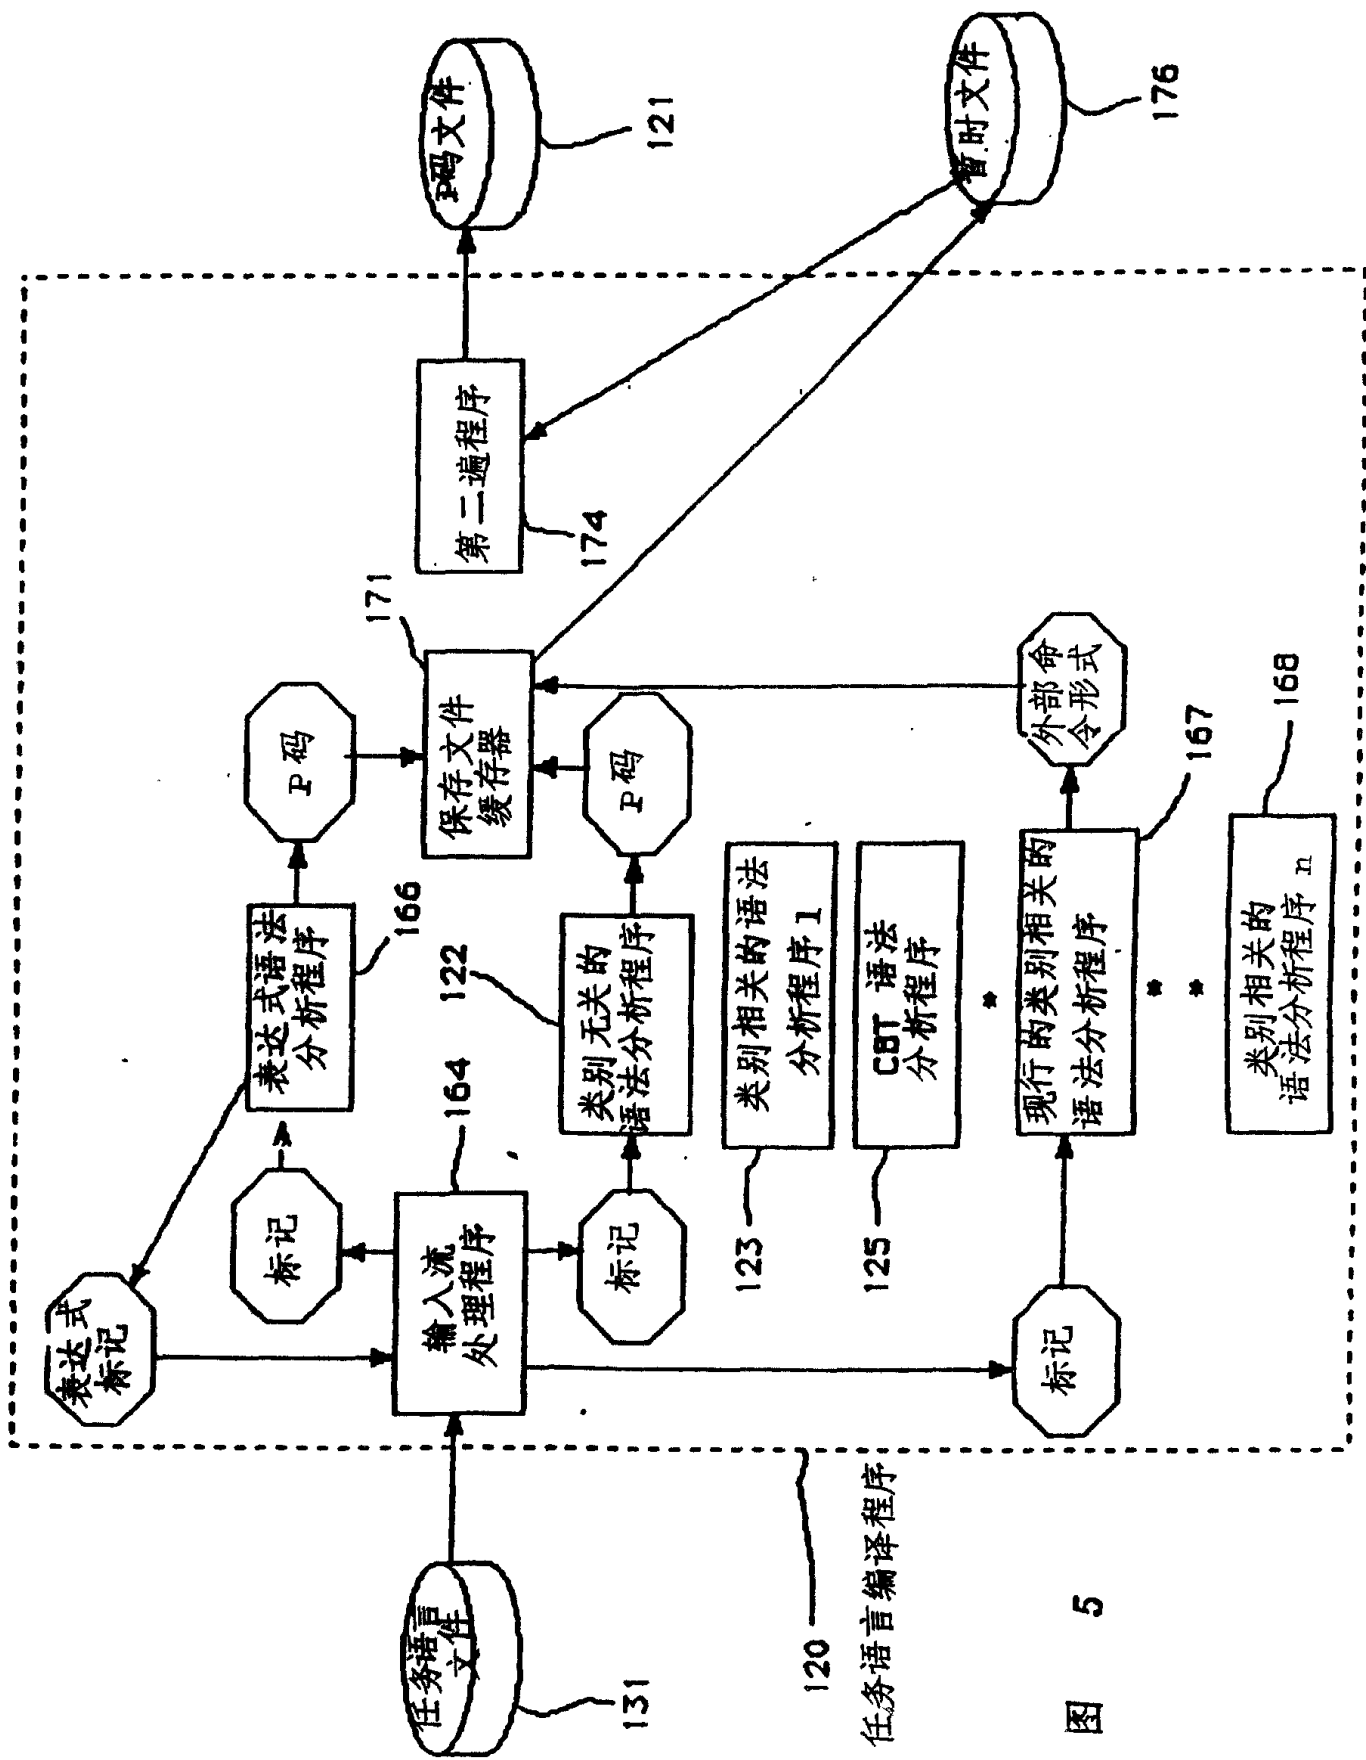 表达式
标记
标记
表达式语法
分析程序
166
P码
任务语言
文件
131
输入流
处理程序
164
标记
类别无关的
语法分析程序
122
P码
保存文件
缓存器
171
第二遍程序
174
P码文件
121
类别相关的语法
分析程序 1
123
CBT 语法
分析程序
125
标记
现行的类别相关的
语法分析程序
167
外部命
令形式
暂时文件
176
类别相关的
语法分析程序 n
168
120
任务语言编译程序
图 5